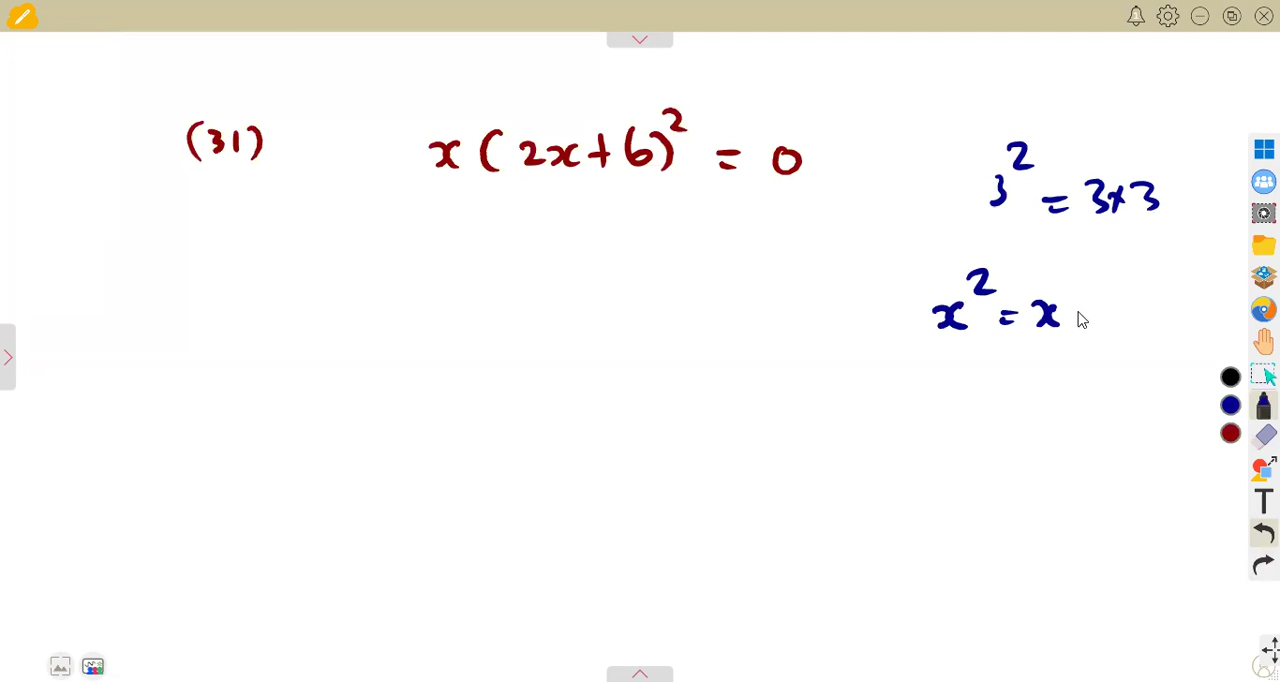 (31) x(2x+6)² = 0
3² = 3×3
x² = x
T